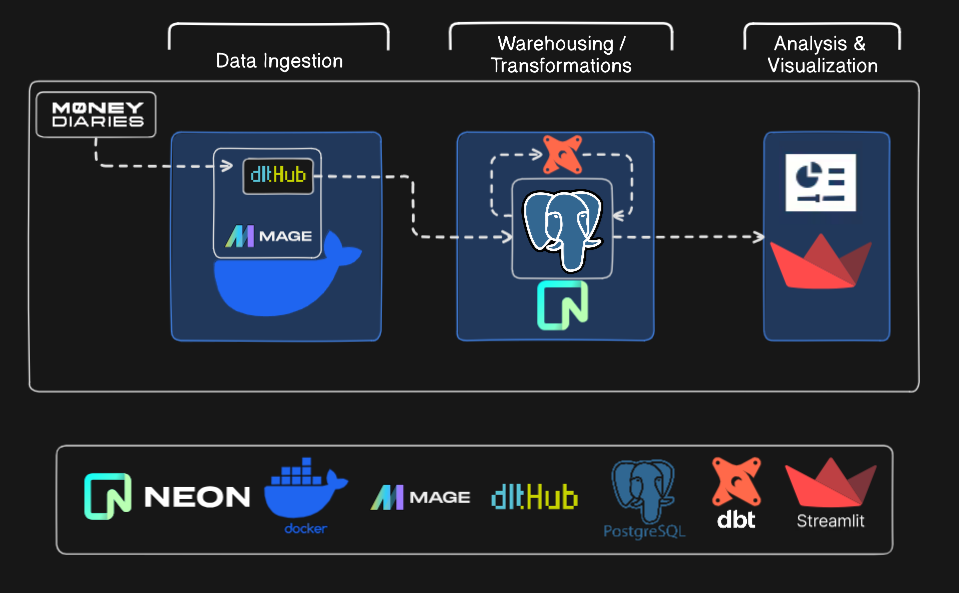 Data Ingestion
Warehousing /
Transformations
Analysis &
Visualization
MONEY
DIARIES
dltHub
MAGE
NEON
docker
MAGE
dltHub
PostgreSQL
dbt
Streamlit